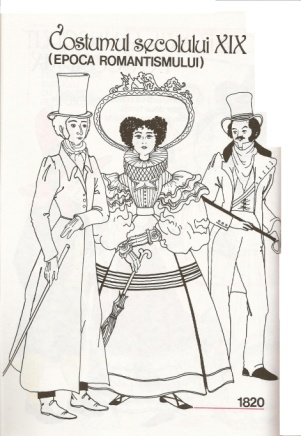 Costumul secolului XIX
(EPOCA ROMANTISMULUI)
1820